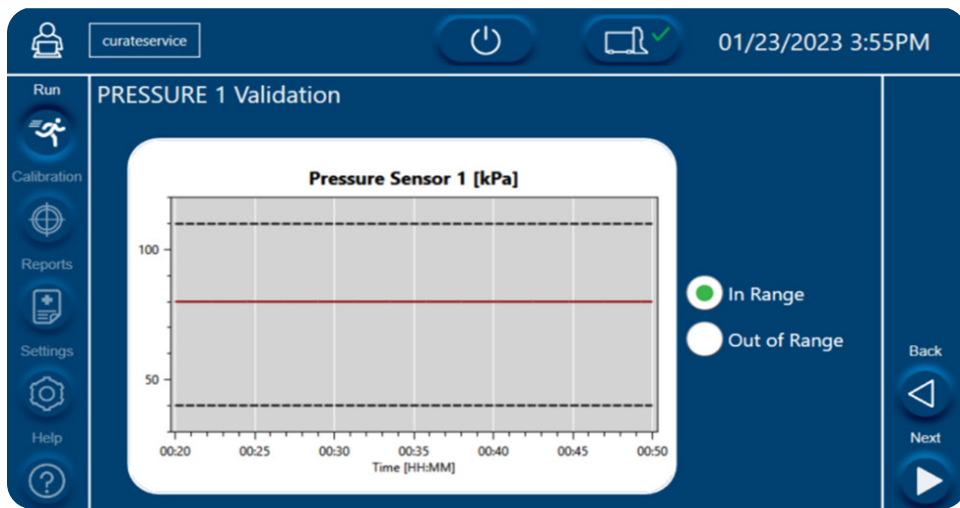 curateservice
01/23/2023 3:55PM
Run
PRESSURE 1 Validation
Calibration
Reports
Settings
Help
Pressure Sensor 1 [kPa]
100
50
00:20 00:25 00:30 00:35 00:40 00:45 00:50
Time [HH:MM]
In Range
Out of Range
Back
Next